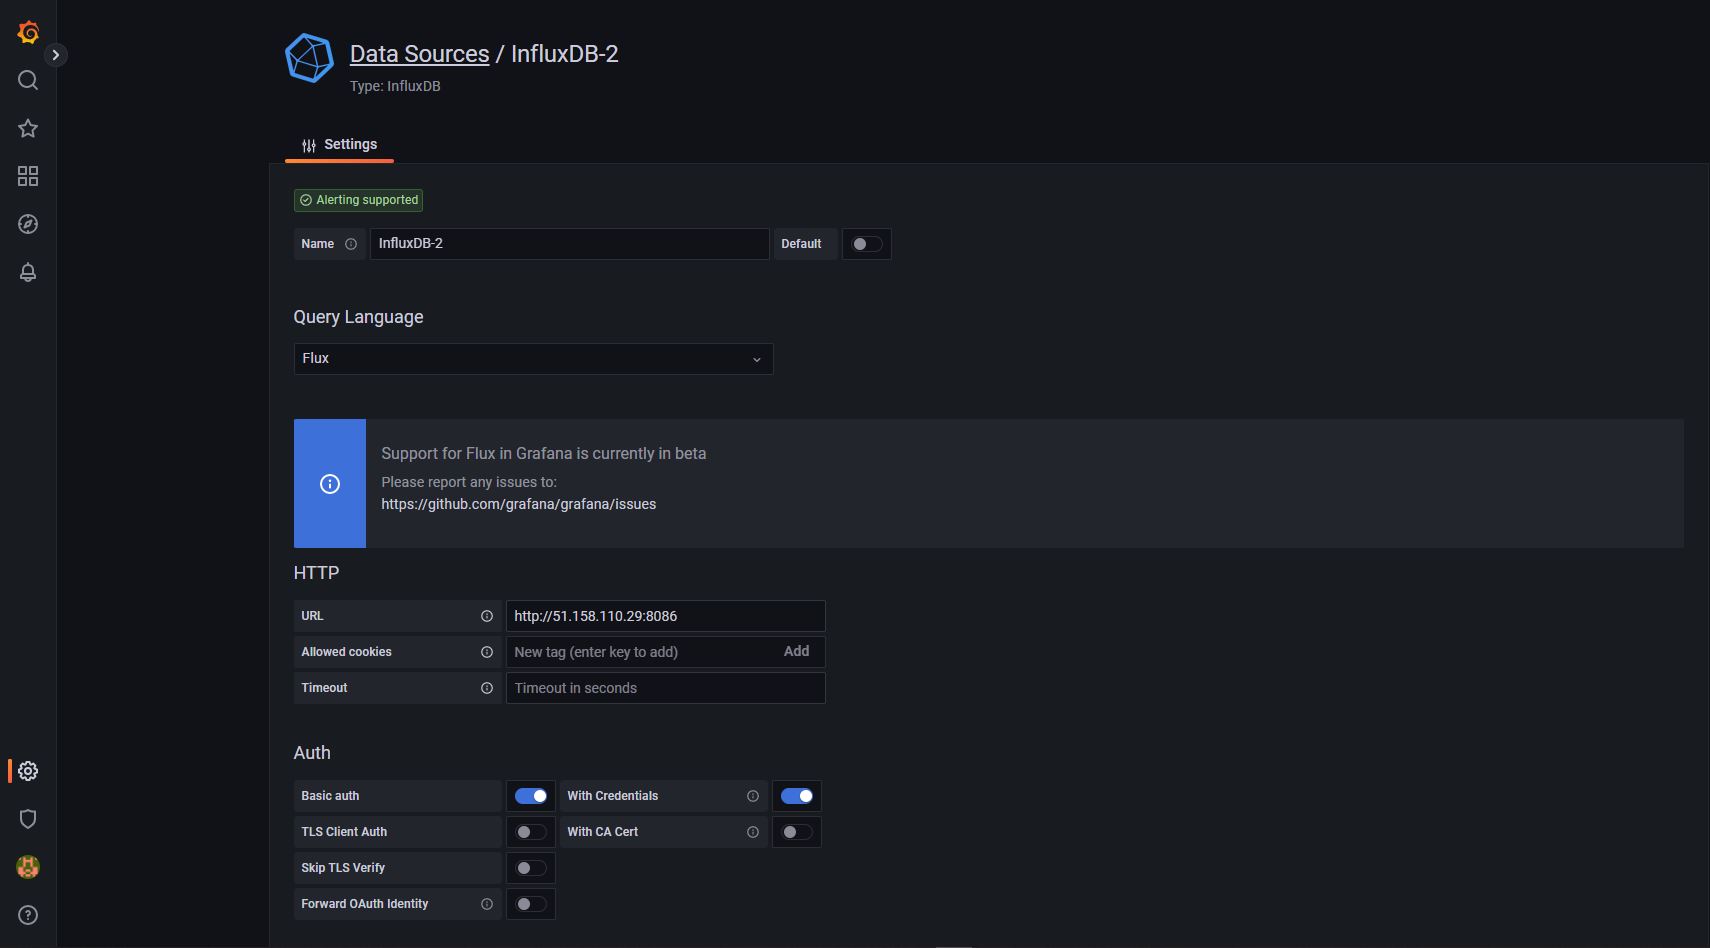 Data Sources / InfluxDB-2
Type: InfluxDB
Settings
Alerting supported
Name InfluxDB-2 Default
Query Language
Flux
Support for Flux in Grafana is currently in beta
Please report any issues to:
https://github.com/grafana/grafana/issues
HTTP
URL http://51.158.110.29:8086
Allowed cookies New tag (enter key to add) Add
Timeout Timeout in seconds
Auth
Basic auth With Credentials
TLS Client Auth With CA Cert
Skip TLS Verify
Forward OAuth Identity